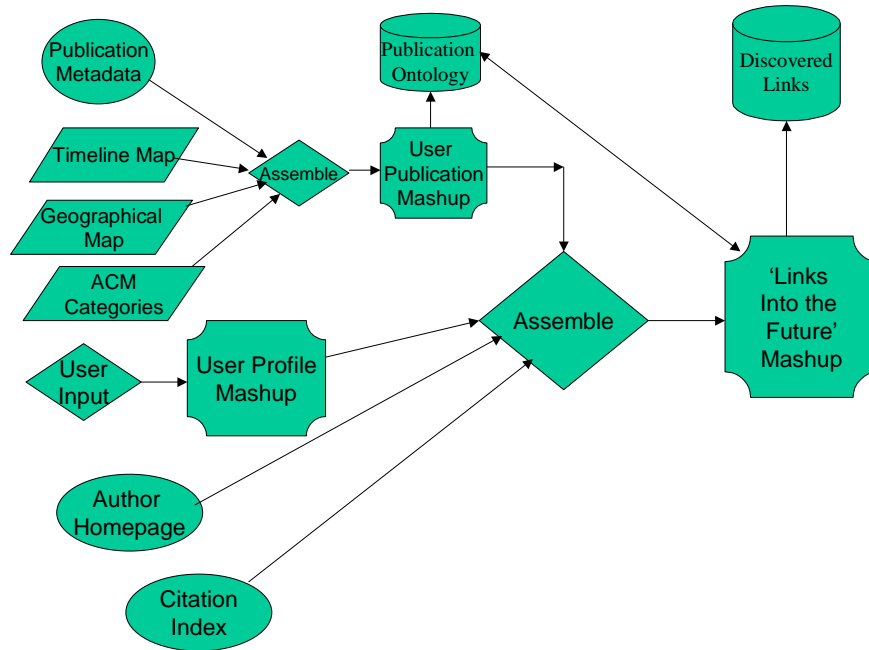 Publication
Metadata
Publication
Ontology
Discovered
Links
Timeline Map
Assemble
User
Publication
Mashup
Geographical
Map
ACM
Categories
'Links
Into the
Future'
Mashup
Assemble
User
Input
User Profile
Mashup
Author
Homepage
Citation
Index